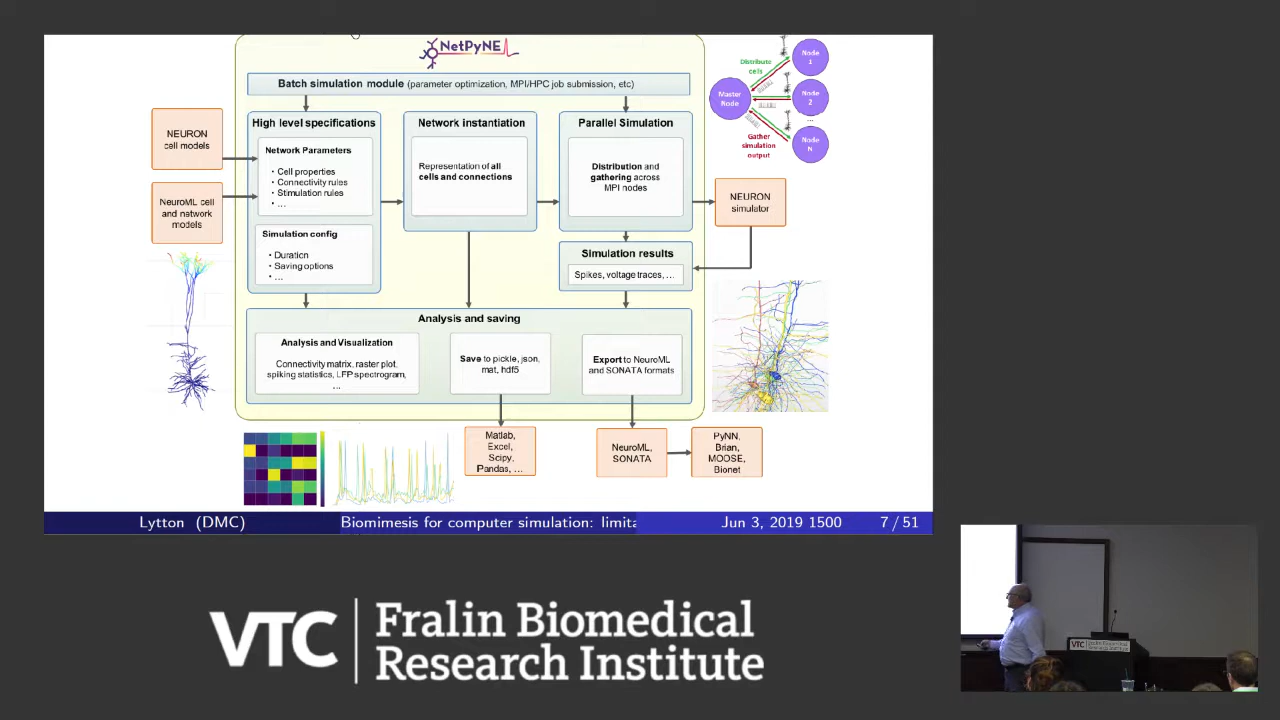 NetPyNE
Batch simulation module (parameter optimization, MPI/HPC job submission, etc)
NEURON
cell models
NeuroML cell
and network
models
High level specifications
Network Parameters
• Cell properties
• Connectivity rules
• Stimulation rules
• ...
Simulation config
• Duration
• Saving options
• ...
Network instantiation
Representation of all
cells and connections
Parallel Simulation
Distribution and
gathering across
MPI nodes
Simulation results
Spikes, voltage traces, ...
NEURON
simulator
Distribute
cells
Master
Node
Gather
simulation
output
Node
1
Node
2
...
Node
N
Analysis and saving
Analysis and Visualization
Connectivity matrix, raster plot,
spiking statistics, LFP spectrogram,
...
Save to pickle, json,
mat, hdf5
Export to NeuroML
and SONATA formats
Matlab,
Excel,
Scipy,
Pandas, ...
NeuroML,
SONATA
PyNN,
Brian,
MOOSE,
Bionet
Lytton (DMC)
Biomimesis for computer simulation: limita
Jun 3, 2019 1500
7 / 51
VTC
Fralin Biomedical
Research Institute
VTC